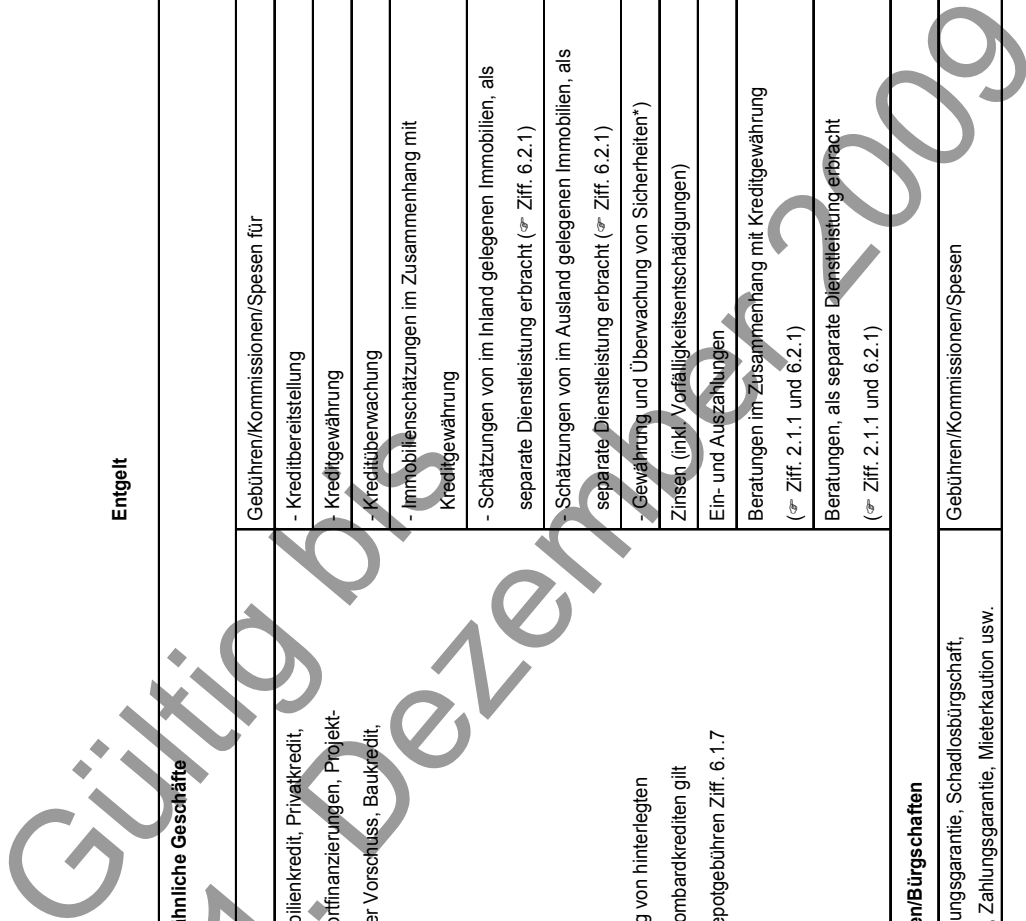 Entgelt
hnliche Geschäfte
Gebühren/Kommissionen/Spesen für
bilienkredit, Privatkredit,
- Kreditbereitstellung
ortfinanzierungen, Projekt-
- Kreditgewährung
er Vorschuss, Baukredit,
- Kreditüberwachung
- Immobilienschätzungen im Zusammenhang mit
Kreditgewährung
- Schätzungen von im Inland gelegenen Immobilien, als
separate Dienstleistung erbracht (☞ Ziff. 6.2.1)
- Schätzungen von im Ausland gelegenen Immobilien, als
separate Dienstleistung erbracht (☞ Ziff. 6.2.1)
g von hinterlegten
- Gewährung und Überwachung von Sicherheiten*)
ombardkrediten gilt
Zinsen (inkl. Vorfälligkeitsentschädigungen)
epotgebühren Ziff. 6.1.7
Ein- und Auszahlungen
Beratungen im Zusammenhang mit Kreditgewährung
(☞ Ziff. 2.1.1 und 6.2.1)
Beratungen, als separate Dienstleistung erbracht
(☞ Ziff. 2.1.1 und 6.2.1)
en/Bürgschaften
ungsgarantie, Schadlosbürgschaft,
Gebühren/Kommissionen/Spesen
, Zahlungsgarantie, Mieterkaution usw.
Gültig bis
1. Dezember 2009